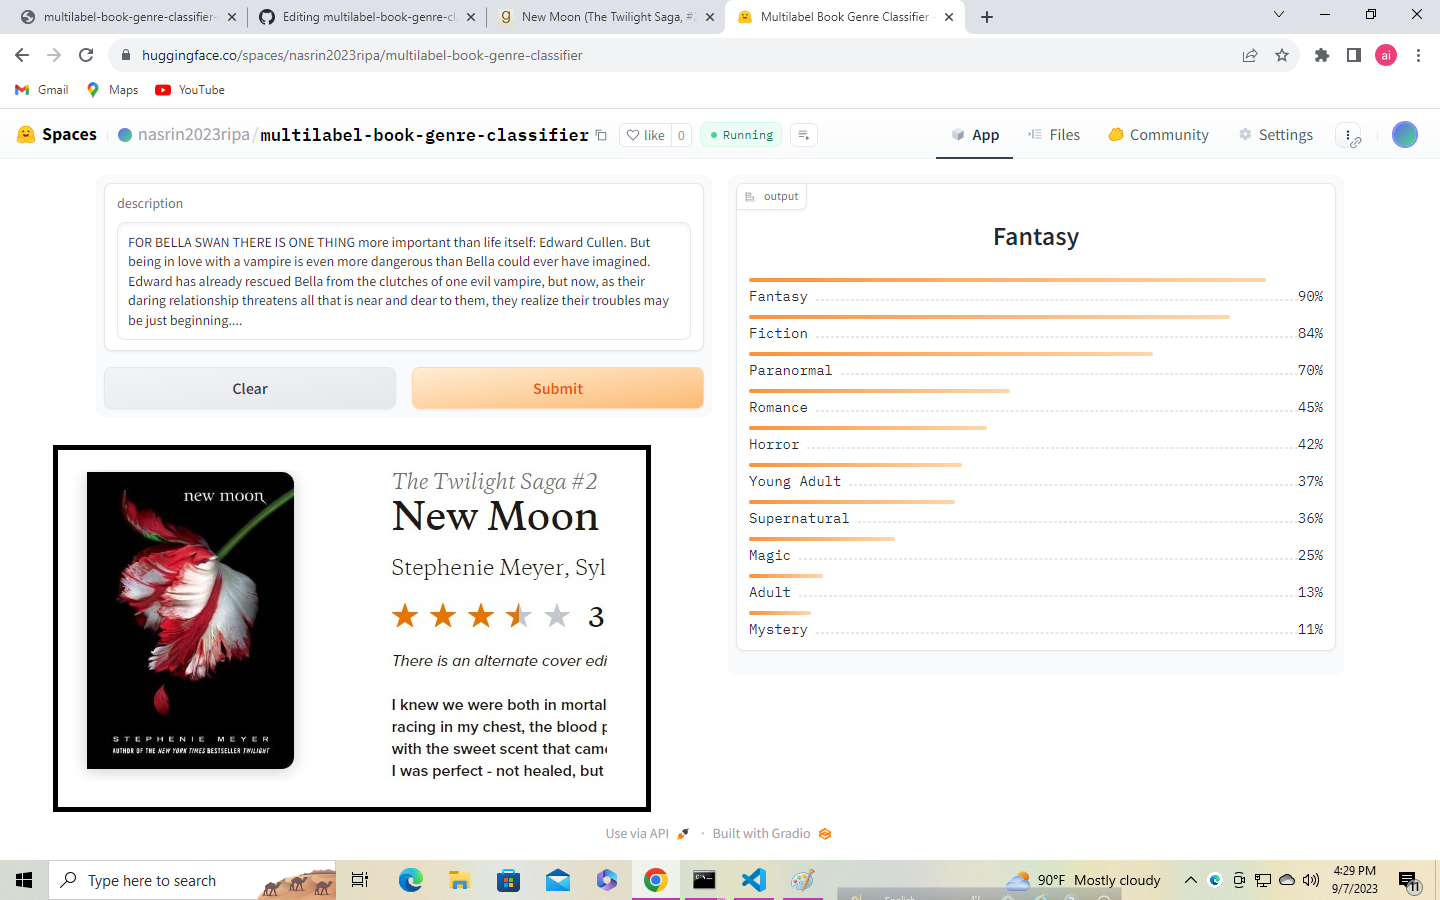 multilabel-book-genre-classifier-
Editing multilabel-book-genre-cl
New Moon (The Twilight Saga, #2
Multilabel Book Genre Classifier
huggingface.co/spaces/nasrin2023ripa/multilabel-book-genre-classifier
ai
Gmail
Maps
YouTube
Spaces
nasrin2023ripa/multilabel-book-genre-classifier
like 0
Running
App
Files
Community
Settings
description
FOR BELLA SWAN THERE IS ONE THING more important than life itself: Edward Cullen. But
being in love with a vampire is even more dangerous than Bella could ever have imagined.
Edward has already rescued Bella from the clutches of one evil vampire, but now, as their
daring relationship threatens all that is near and dear to them, they realize their troubles may
be just beginning....
Clear
Submit
output
Fantasy
Fantasy 90%
Fiction 84%
Paranormal 70%
Romance 45%
Horror 42%
Young Adult 37%
Supernatural 36%
Magic 25%
Adult 13%
Mystery 11%
new moon
STEPHENIE MEYER
AUTHOR OF THE NEW YORK TIMES BESTSELLER TWILIGHT
The Twilight Saga #2
New Moon
Stephenie Meyer, Syl
3
There is an alternate cover edi
I knew we were both in mortal
racing in my chest, the blood p
with the sweet scent that came
I was perfect - not healed, but
Use via API · Built with Gradio
Type here to search
90°F Mostly cloudy
4:29 PM
9/7/2023
11
English